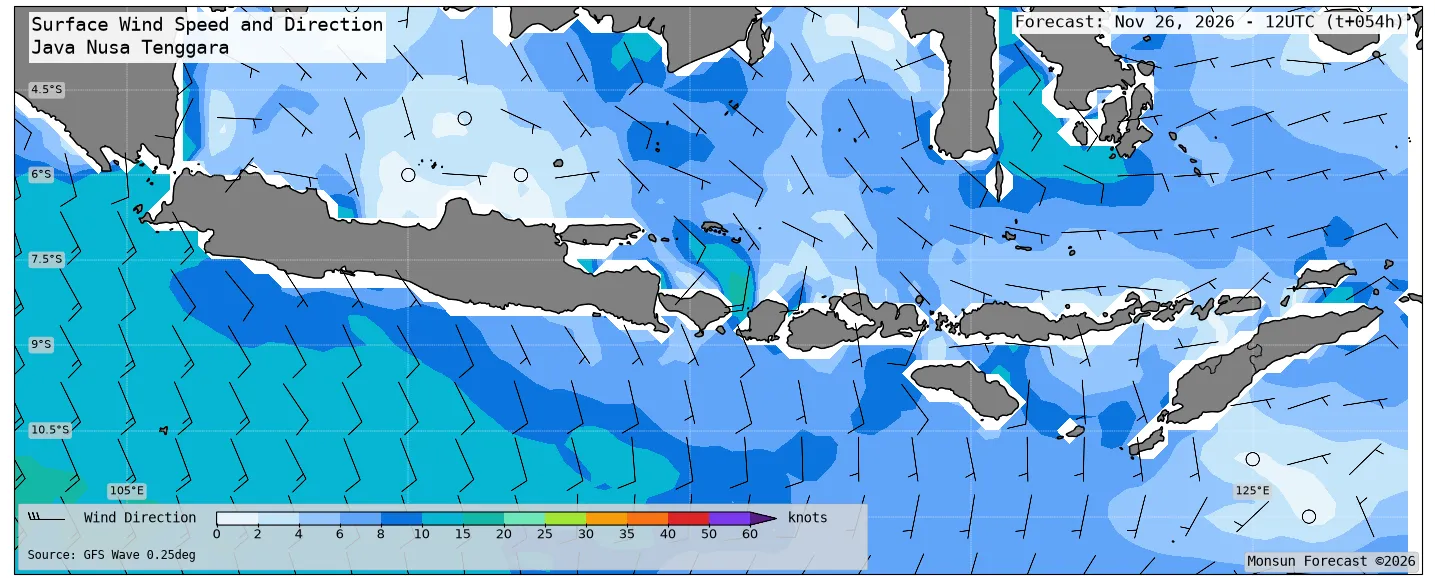 Surface Wind Speed and Direction
Java Nusa Tenggara
Forecast: Nov 26, 2026 - 12UTC (t+054h)
4.5°S
6°S
7.5°S
9°S
10.5°S
105°E
125°E
Wind Direction
0 2 4 6 8 10 15 20 25 30 35 40 50 60
knots
Source: GFS Wave 0.25deg
Monsun Forecast ©2026